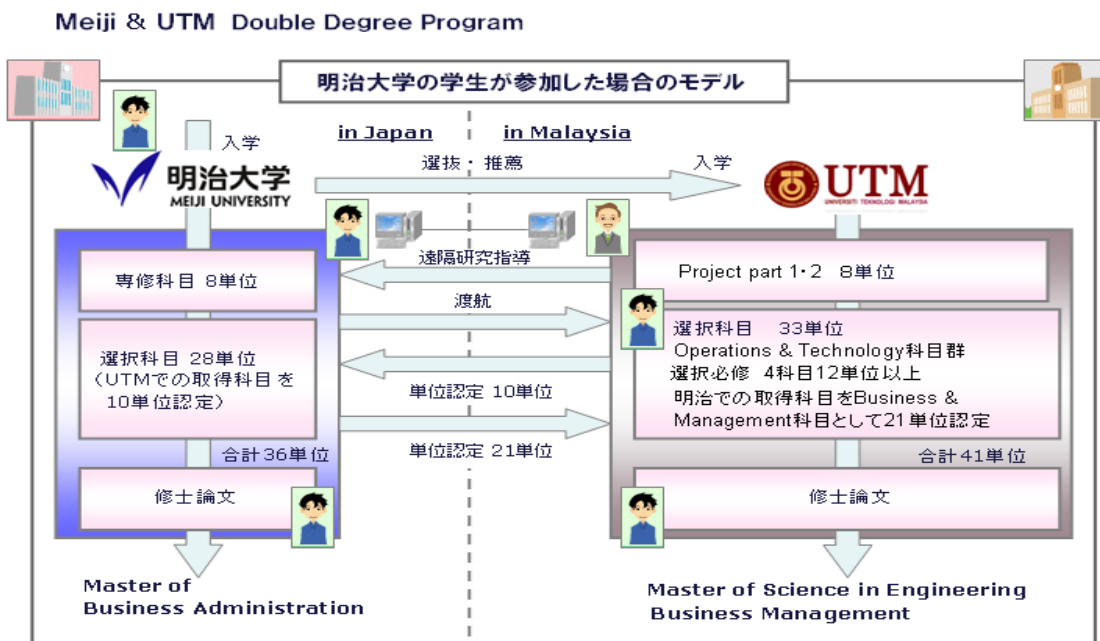 Meiji & UTM Double Degree Program
明治大学の学生が参加した場合のモデル
入学
in Japan
in Malaysia
選抜・推薦
入学
明治大学
MEIJI UNIVERSITY
UTM
UNIVERSITI TEKNOLOGI MALAYSIA
遠隔研究指導
専修科目 8単位
Project part 1・2 8単位
渡航
選択科目 28単位
(UTMでの取得科目を
10単位認定)
選択科目 33単位
Operations & Technology科目群
選択必修 4科目12単位以上
明治での取得科目をBusiness &
Management科目として21単位認定
単位認定 10単位
単位認定 21単位
合計36単位
合計41単位
修士論文
修士論文
Master of
Business Administration
Master of Science in Engineering
Business Management